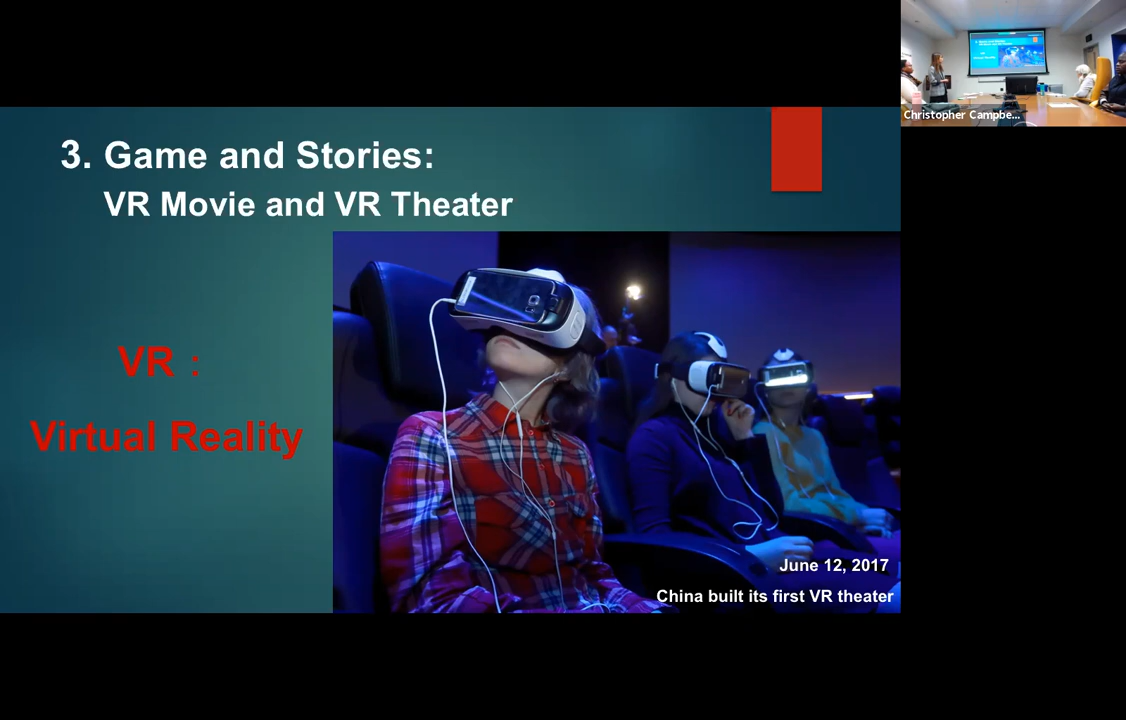 3. Game and Stories:
VR Movie and VR Theater
VR :
Virtual Reality
June 12, 2017
China built its first VR theater
Christopher Campbe...